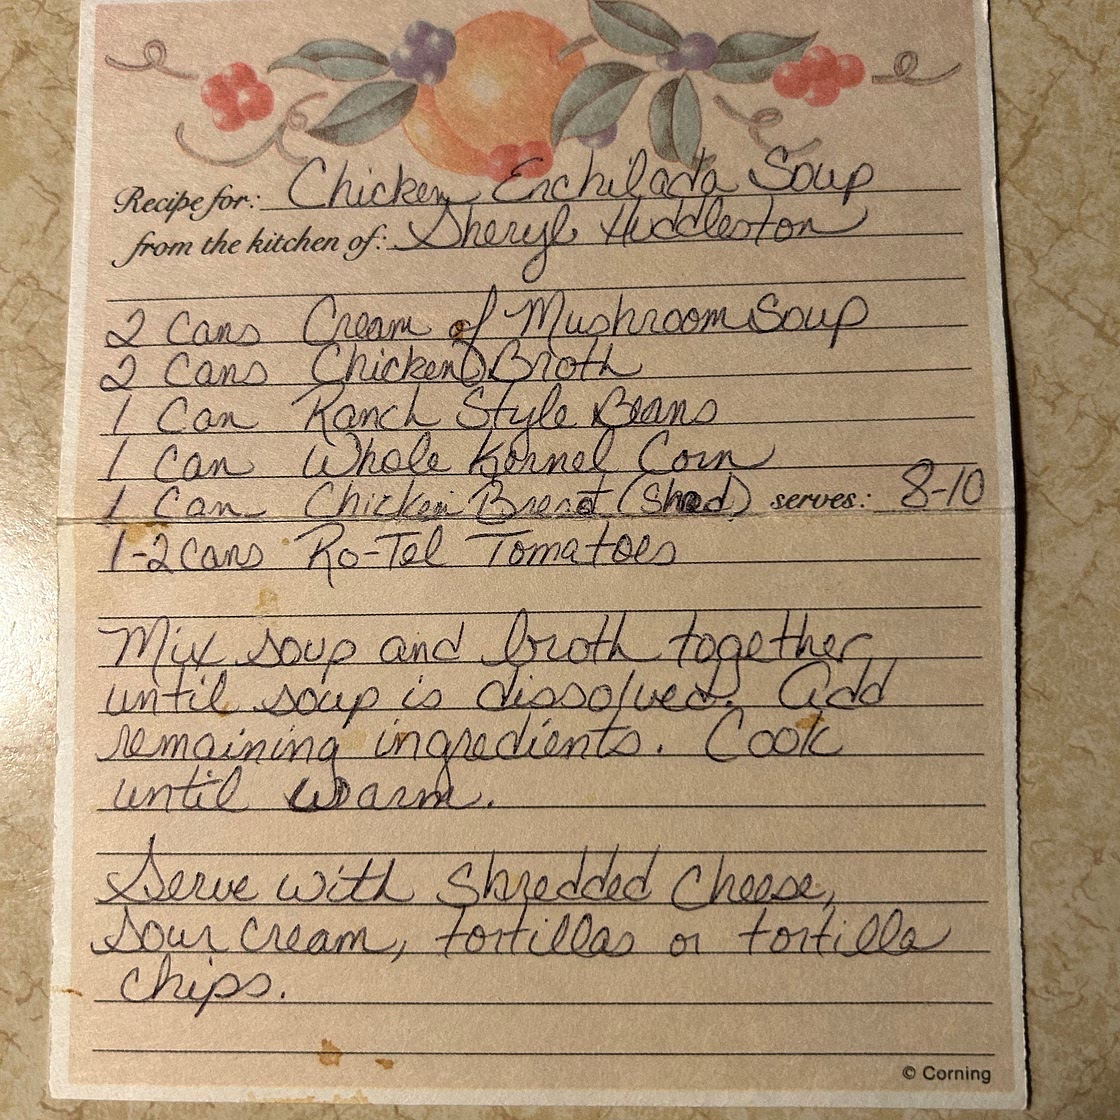 Recipe for: Chicken Enchilada Soup
from the kitchen of: Sheryl Huddleston
2 Cans Cream of Mushroom Soup
2 Cans Chicken Broth
1 Can Ranch Style Beans
1 Can Whole Kernel Corn
1 Can Chicken Breast (Shred) serves: 8-10
1-2 cans Ro-Tel Tomatoes
Mix soup and broth together
until soup is dissolved. Add
remaining ingredients. Cook
until warm.
Serve with Shredded Cheese,
sour cream, tortillas or tortilla
chips.
© Corning